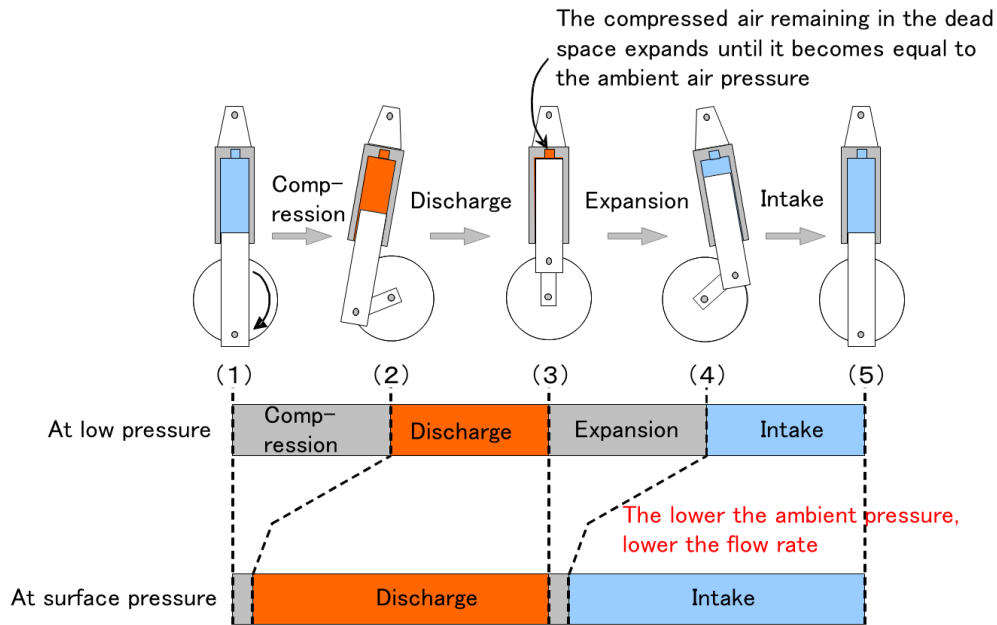 The compressed air remaining in the dead
space expands until it becomes equal to
the ambient air pressure
Comp-
ression
Discharge
Expansion
Intake
(1)
(2)
(3)
(4)
(5)
At low pressure
Comp-
ression
Discharge
Expansion
Intake
The lower the ambient pressure,
lower the flow rate
At surface pressure
Discharge
Intake